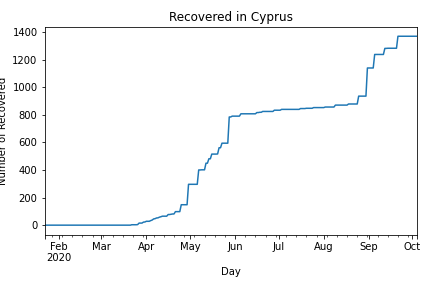 Recovered in Cyprus
Number of Recovered
1400
1200
1000
800
600
400
200
0
Feb Mar Apr May Jun Jul Aug Sep Oct
2020
Day